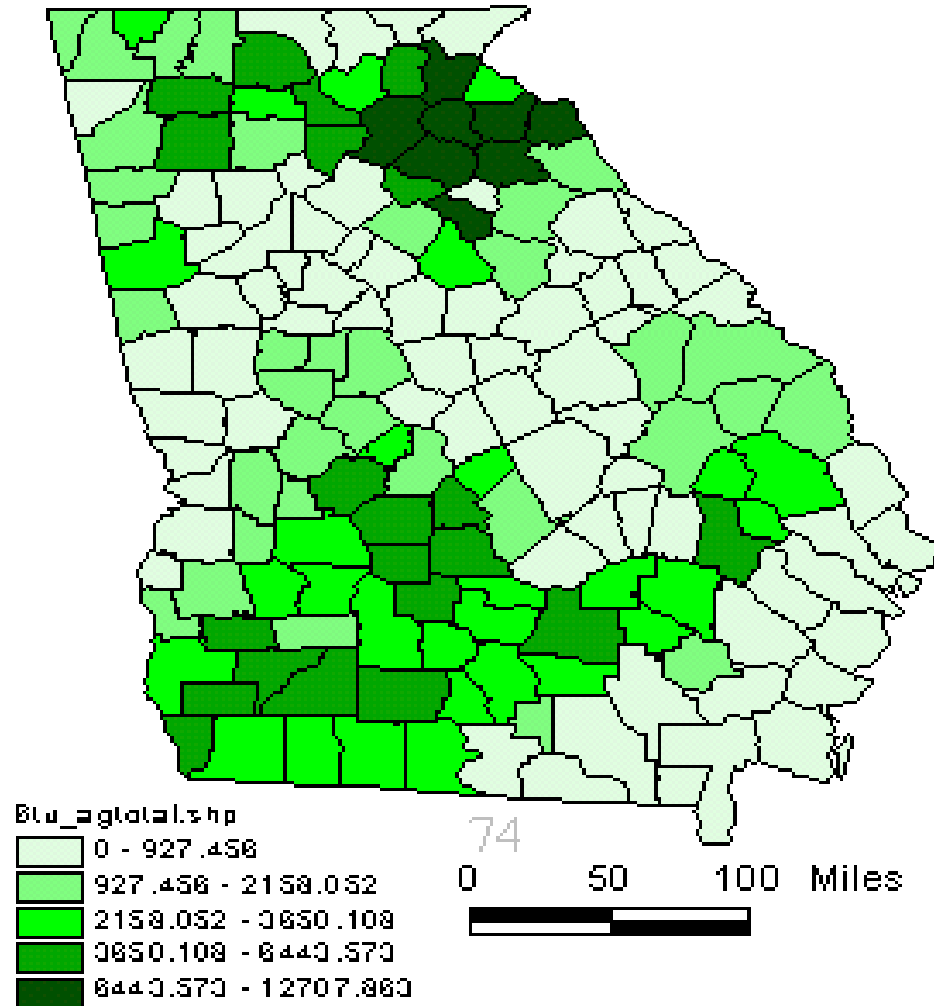 Btu_agtotal.shp
0 - 927.456
927.456 - 2158.052
2158.052 - 3650.108
3650.108 - 6443.573
6443.573 - 12707.863
74
0 50 100 Miles